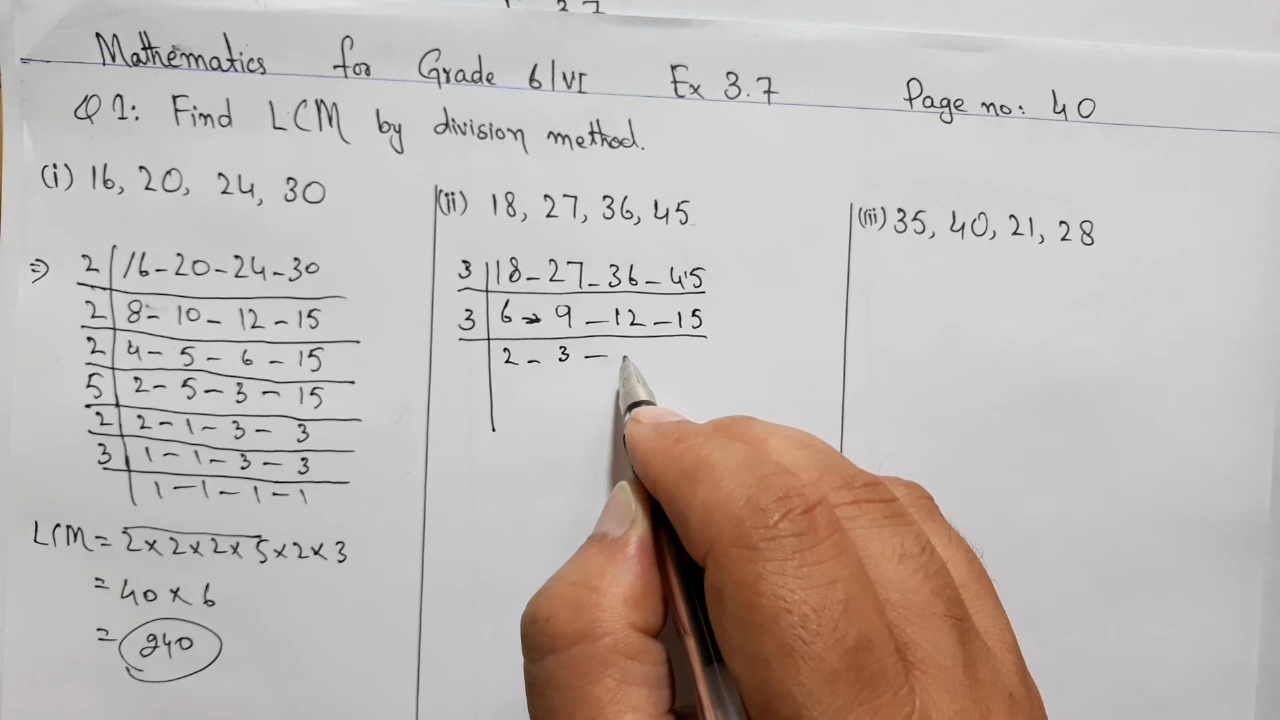 27
Mathematics for Grade 6/VI Ex 3.7 Page no: 40
Q1: Find LCM by division method.
(i) 16, 20, 24, 30
⇒ 2 | 16 - 20 - 24 - 30
2 | 8 - 10 - 12 - 15
2 | 4 - 5 - 6 - 15
5 | 2 - 5 - 3 - 15
2 | 2 - 1 - 3 - 3
3 | 1 - 1 - 3 - 3
| 1 - 1 - 1 - 1
LCM = 2×2×2×5×2×3
= 40 × 6
= 240
(ii) 18, 27, 36, 45
3 | 18 - 27 - 36 - 45
3 | 6 - 9 - 12 - 15
| 2 - 3 -
(iii) 35, 40, 21, 28